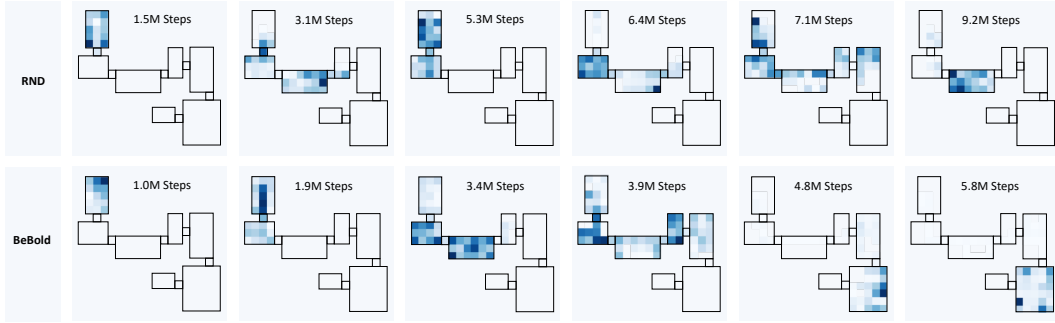 1.5M Steps
3.1M Steps
5.3M Steps
6.4M Steps
7.1M Steps
9.2M Steps
RND
1.0M Steps
1.9M Steps
3.4M Steps
3.9M Steps
4.8M Steps
5.8M Steps
BeBold